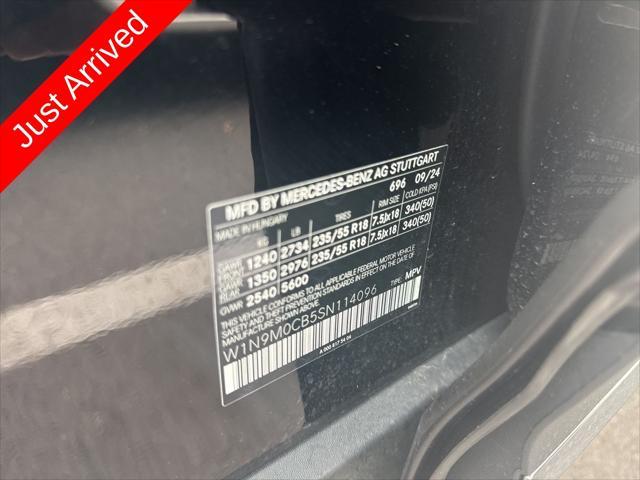 Just Arrived
MFD BY MERCEDES-BENZ AG STUTTGART
696 09/24
MADE IN HUNGARY
KG LB TIRES RIM SIZE COLD KPA(PSI)
GAWR FRONT 1240 2734 235/55 R18 7.5Jx18 340(50)
GAWR REAR 1350 2976 235/55 R18 7.5Jx18 340(50)
GVWR 2540 5600
THIS VEHICLE CONFORMS TO ALL APPLICABLE FEDERAL MOTOR VEHICLE
SAFETY STANDARDS IN EFFECT ON THE DATE OF
MANUFACTURE SHOWN ABOVE.
W1N9M0CB5SN114096 TYPE: MPV